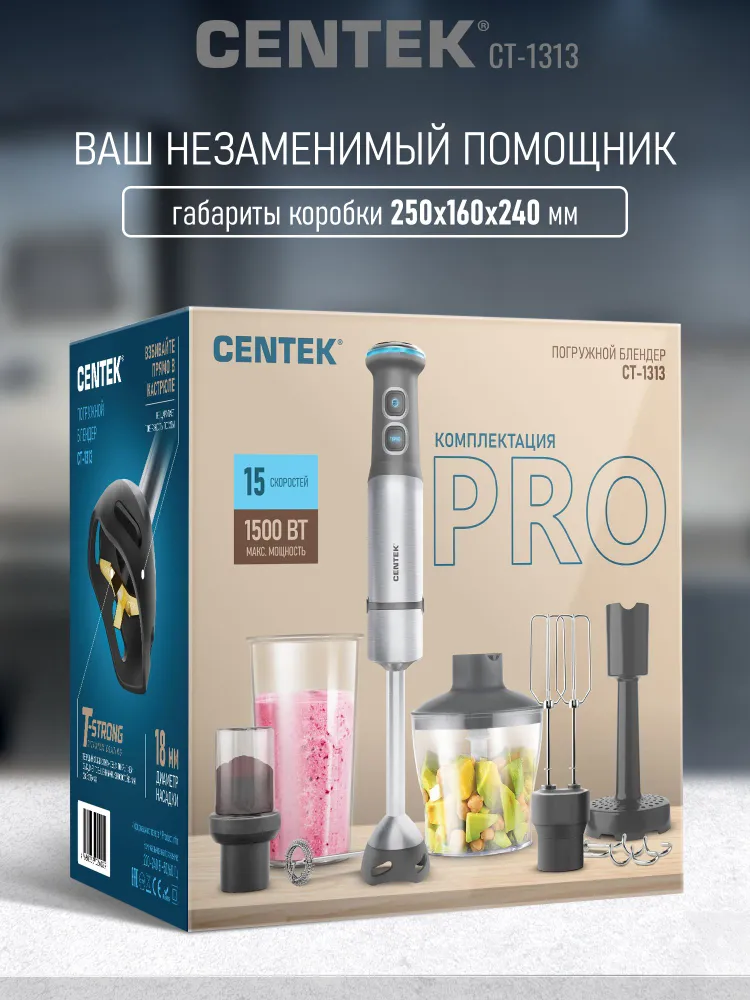 CENTEK® CT-1313
ВАШ НЕЗАМЕНИМЫЙ ПОМОЩНИК
габариты коробки 250x160x240 мм
CENTEK®
ВЗБИВАЙТЕ
ПРЯМО В
КАСТРЮЛЕ
ПОГРУЖНОЙ
БЛЕНДЕР
CT-1313
T-STRONG
18 мм
ДИАМЕТР
НАСАДКИ
CENTEK®
ПОГРУЖНОЙ БЛЕНДЕР
CT-1313
КОМПЛЕКТАЦИЯ
PRO
15 СКОРОСТЕЙ
1500 ВТ
МАКС. МОЩНОСТЬ
CENTEK